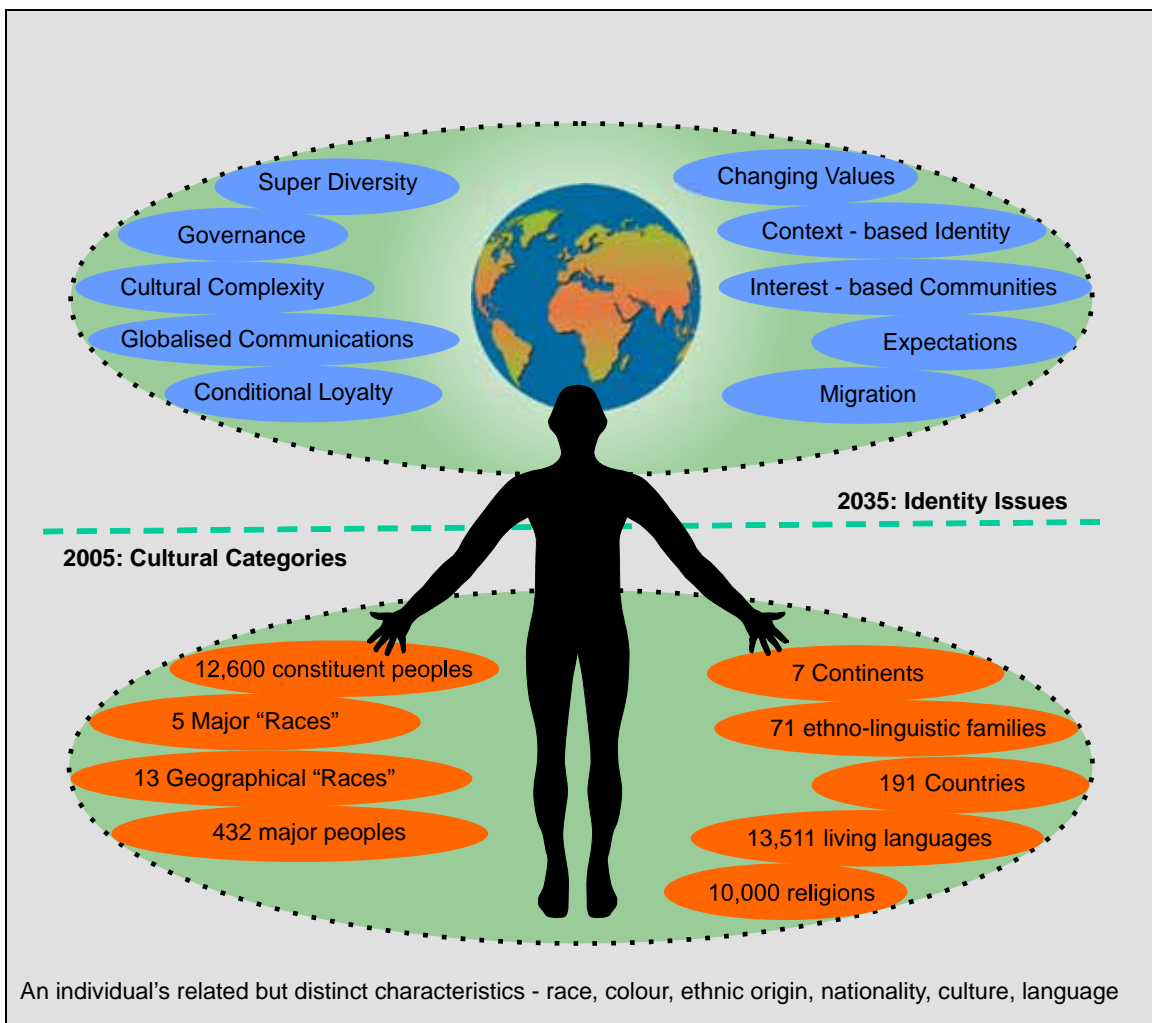 Super Diversity
Governance
Cultural Complexity
Globalised Communications
Conditional Loyalty
Changing Values
Context - based Identity
Interest - based Communities
Expectations
Migration
2035: Identity Issues
2005: Cultural Categories
12,600 constituent peoples
5 Major “Races”
13 Geographical “Races”
432 major peoples
7 Continents
71 ethno-linguistic families
191 Countries
13,511 living languages
10,000 religions
An individual’s related but distinct characteristics - race, colour, ethnic origin, nationality, culture, language